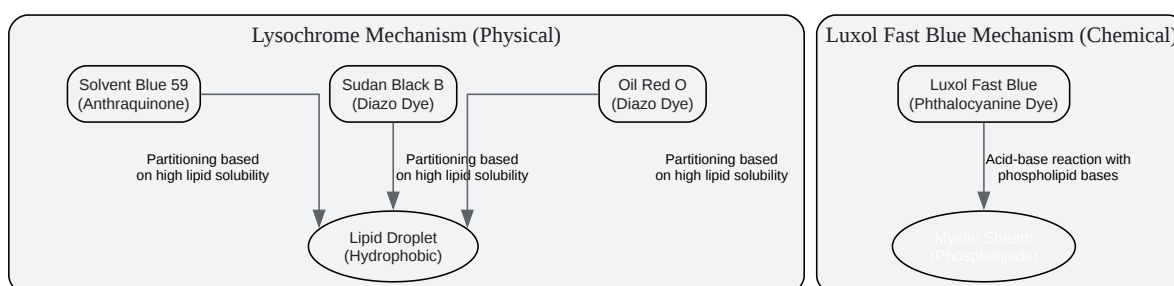 Lysochrome Mechanism (Physical)
Solvent Blue 59
(Anthraquinone)
Sudan Black B
(Diazo Dye)
Oil Red O
(Diazo Dye)
Partitioning based
on high lipid solubility
Partitioning based
on high lipid solubility
Partitioning based
on high lipid solubility
Lipid Droplet
(Hydrophobic)
Luxol Fast Blue Mechanism (Chemical)
Luxol Fast Blue
(Phthalocyanine Dye)
Acid-base reaction with
phospholipid bases
Myelin Sheath
(Phospholipids)